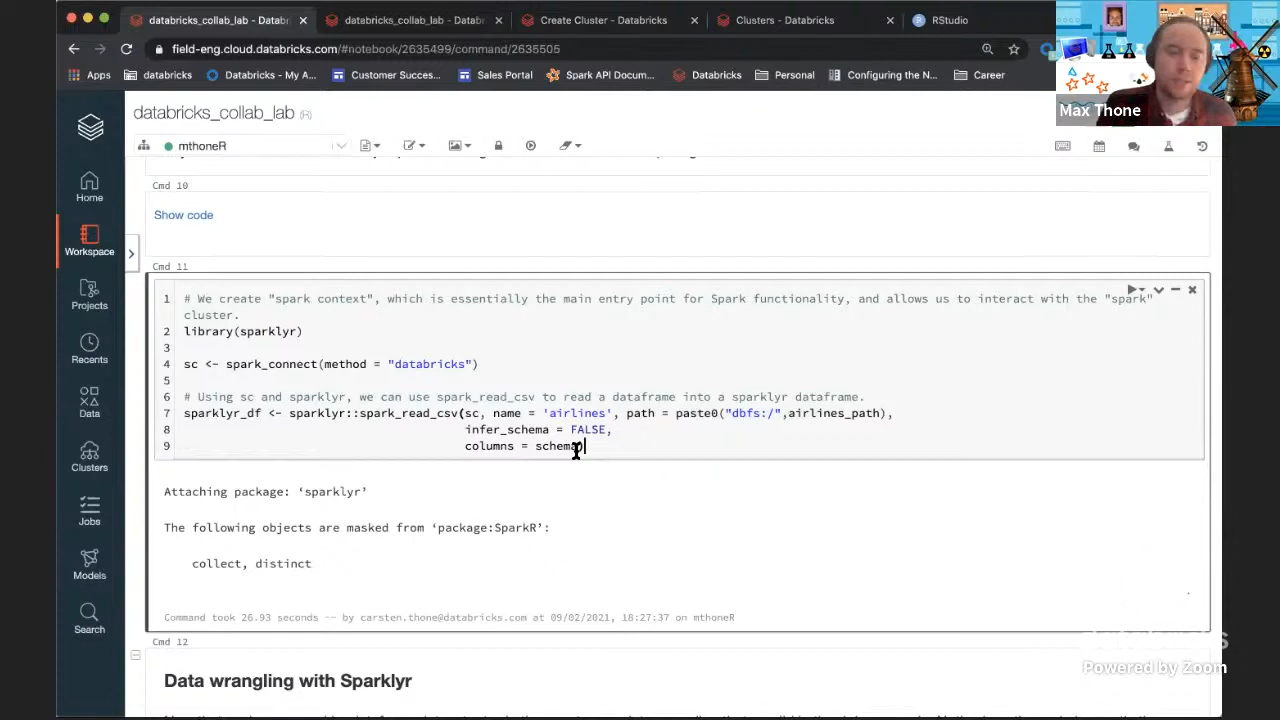 databricks_collab_lab - Databri
databricks_collab_lab - Databri
Create Cluster - Databricks
Clusters - Databricks
RStudio
field-eng.cloud.databricks.com/#notebook/2635499/command/2635505
Apps
databricks
Databricks - My A...
Customer Succes...
Sales Portal
Spark API Docum...
Databricks
Personal
Configuring the N...
Career
Max Thone
databricks_collab_lab (R)
mthoneR
Home
Workspace
Projects
Recents
Data
Clusters
Jobs
Models
Search
Cmd 10
Show code
Cmd 11
1 # We create "spark context", which is essentially the main entry point for Spark functionality, and allows us to interact with the "spark"
cluster.
2 library(sparklyr)
3
4 sc <- spark_connect(method = "databricks")
5
6 # Using sc and sparklyr, we can use spark_read_csv to read a dataframe into a sparklyr dataframe.
7 sparklyr_df <- sparklyr::spark_read_csv(sc, name = 'airlines', path = paste0("dbfs:/",airlines_path),
8 infer_schema = FALSE,
9 columns = schema)
Attaching package: ‘sparklyr’
The following objects are masked from ‘package:SparkR’:
collect, distinct
Command took 26.93 seconds -- by carsten.thone@databricks.com at 09/02/2021, 18:27:37 on mthoneR
Cmd 12
Data wrangling with Sparklyr
Powered by Zoom